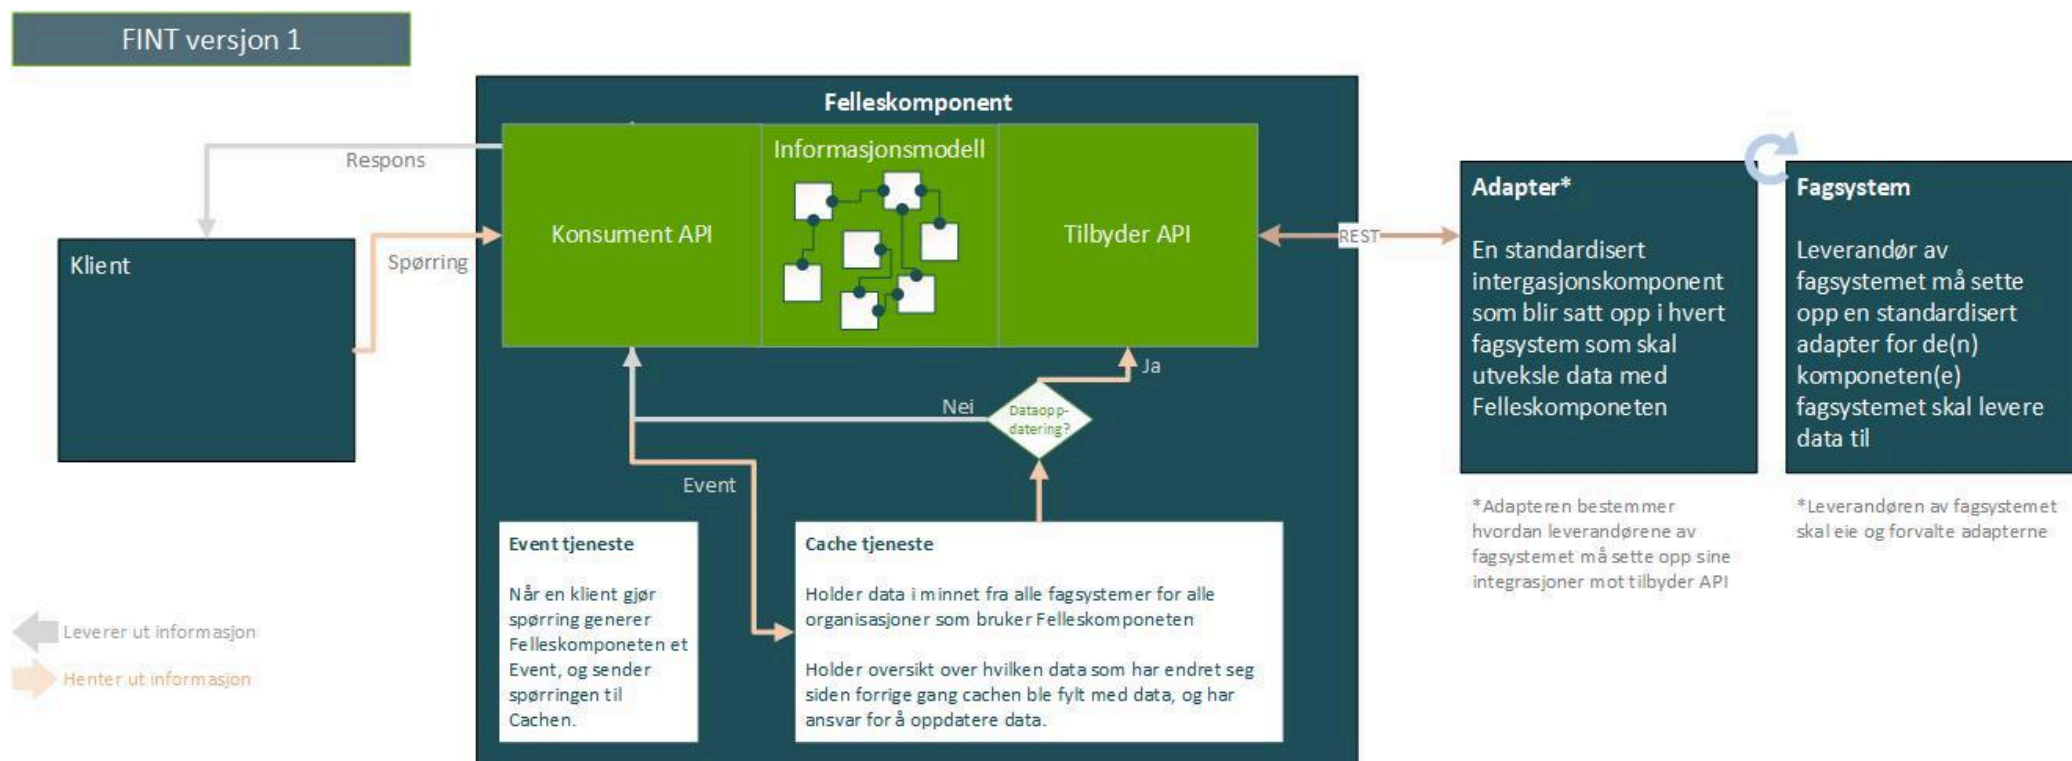 FINT versjon 1
Felleskomponent
Respons
Spørring
Klient
Konsument API
Informasjonsmodell
Tilbyder API
REST
Adapter*
En standardisert
intergasjonskomponent
som blir satt opp i hvert
fagsystem som skal
utveksle data med
Felleskomponeten
Fagsystem
Leverandør av
fagsystemet må sette
opp en standardisert
adapter for de(n)
komponeten(e)
fagsystemet skal levere
data til
*Adapteren bestemmer
hvordan leverandørene av
fagsystemet må sette opp sine
integrasjoner mot tilbyder API
*Leverandøren av fagsystemet
skal eie og forvalte adapterne
Ja
Nei
Dataopp-
datering?
Event
Event tjeneste
Når en klient gjør
spørring generer
Felleskomponeten et
Event, og sender
spørringen til
Cachen.
Cache tjeneste
Holder data i minnet fra alle fagsystemer for alle
organisasjoner som bruker Felleskomponeten
Holder oversikt over hvilken data som har endret seg
siden forrige gang cachen ble fylt med data, og har
ansvar for å oppdatere data.
Leverer ut informasjon
Henter ut informasjon